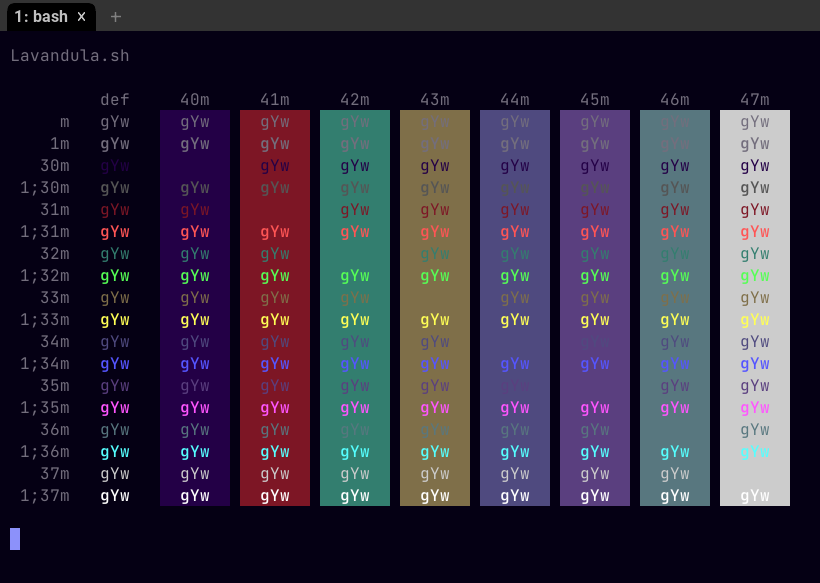 1: bash x +
Lavandula.sh
def 40m 41m 42m 43m 44m 45m 46m 47m
m gYw gYw gYw gYw gYw gYw gYw gYw gYw
1m gYw gYw gYw gYw gYw gYw gYw gYw gYw
30m gYw gYw gYw gYw gYw gYw gYw gYw
1;30m gYw gYw gYw gYw gYw gYw gYw gYw gYw
31m gYw gYw gYw gYw gYw gYw gYw gYw
1;31m gYw gYw gYw gYw gYw gYw gYw gYw gYw
32m gYw gYw gYw gYw gYw gYw gYw gYw
1;32m gYw gYw gYw gYw gYw gYw gYw gYw gYw
33m gYw gYw gYw gYw gYw gYw gYw gYw
1;33m gYw gYw gYw gYw gYw gYw gYw gYw gYw
34m gYw gYw gYw gYw gYw gYw gYw gYw
1;34m gYw gYw gYw gYw gYw gYw gYw gYw gYw
35m gYw gYw gYw gYw gYw gYw gYw gYw
1;35m gYw gYw gYw gYw gYw gYw gYw gYw gYw
36m gYw gYw gYw gYw gYw gYw gYw gYw
1;36m gYw gYw gYw gYw gYw gYw gYw gYw gYw
37m gYw gYw gYw gYw gYw gYw gYw gYw
1;37m gYw gYw gYw gYw gYw gYw gYw gYw gYw